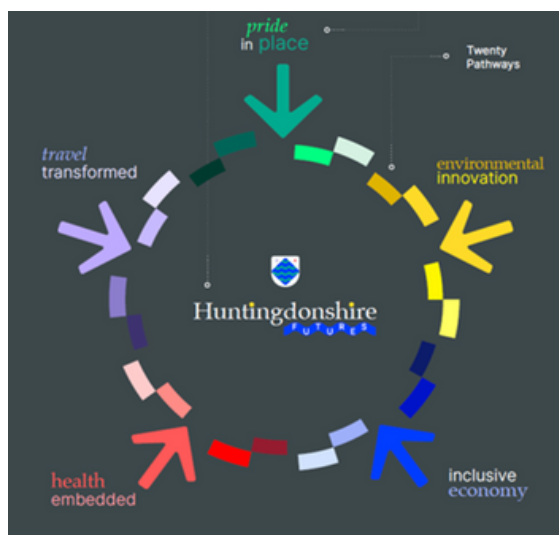 pride
in place
Twenty
Pathways
travel
transformed
environmental
innovation
Huntingdonshire
FUTURES
health
embedded
inclusive
economy